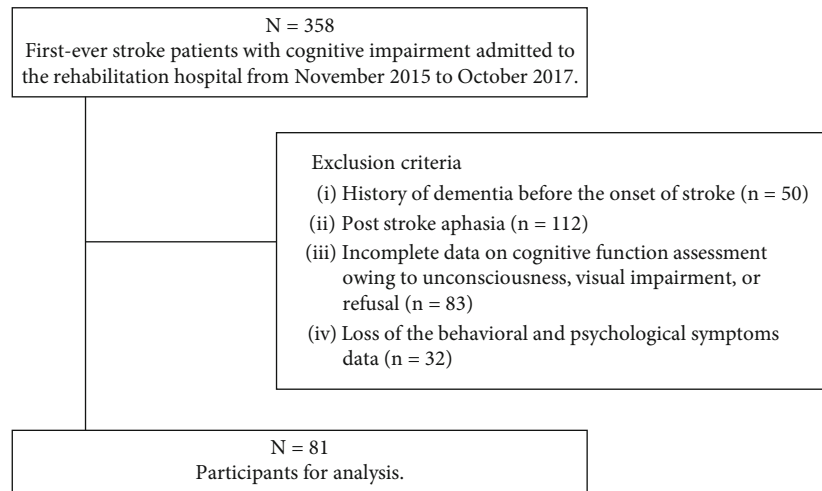 N = 358
First-ever stroke patients with cognitive impairment admitted to
the rehabilitation hospital from November 2015 to October 2017.
Exclusion criteria
(i) History of dementia before the onset of stroke (n = 50)
(ii) Post stroke aphasia (n = 112)
(iii) Incomplete data on cognitive function assessment
owing to unconsciousness, visual impairment, or
refusal (n = 83)
(iv) Loss of the behavioral and psychological symptoms
data (n = 32)
N = 81
Participants for analysis.